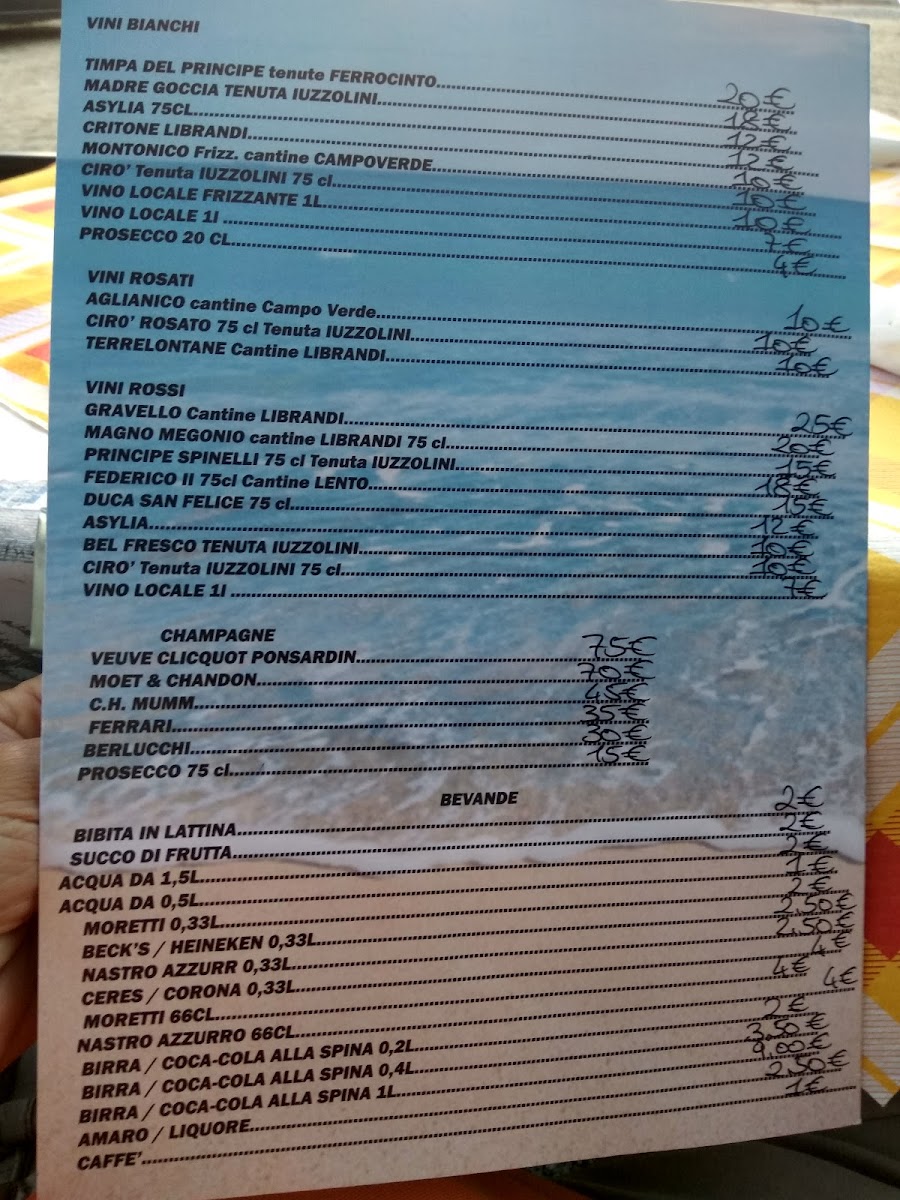 VINI BIANCHI
TIMPA DEL PRINCIPE tenute FERROCINTO........ 20€
MADRE GOCCIA TENUTA IUZZOLINI........ 18€
ASYLIA 75CL........ 12€
CRITONE LIBRANDI........ 12€
MONTONICO Frizz. cantine CAMPOVERDE........ 10€
CIRO' Tenuta IUZZOLINI 75 cl........ 10€
VINO LOCALE FRIZZANTE 1L........ 10€
VINO LOCALE 1l ........ 7€
PROSECCO 20 CL........ 4€
VINI ROSATI
AGLIANICO cantine Campo Verde........ 10€
CIRO' ROSATO 75 cl Tenuta IUZZOLINI........ 10€
TERRELONTANE Cantine LIBRANDI........ 10€
VINI ROSSI
GRAVELLO Cantine LIBRANDI........ 25€
MAGNO MEGONIO cantine LIBRANDI 75 cl........ 20€
PRINCIPE SPINELLI 75 cl Tenuta IUZZOLINI........ 15€
FEDERICO II 75cl Cantine LENTO........ 18€
DUCA SAN FELICE 75 cl........ 15€
ASYLIA........ 12€
BEL FRESCO TENUTA IUZZOLINI........ 10€
CIRO' Tenuta IUZZOLINI 75 cl........ 10€
VINO LOCALE 1l ........ 7€
CHAMPAGNE
VEUVE CLICQUOT PONSARDIN........ 75€
MOET & CHANDON........ 70€
C.H. MUMM........ 45€
FERRARI........ 35€
BERLUCCHI........ 30€
PROSECCO 75 cl........ 15€
BEVANDE
BIBITA IN LATTINA........ 2€
SUCCO DI FRUTTA........ 2€
ACQUA DA 1,5L........ 2€
ACQUA DA 0,5L........ 1€
MORETTI 0,33L........ 2€
BECK'S / HEINEKEN 0,33L........ 2.50€
NASTRO AZZURR 0,33L........ 2.50€
CERES / CORONA 0,33L........ 4€
MORETTI 66CL........ 4€
NASTRO AZZURRO 66CL........ 4€
BIRRA / COCA-COLA ALLA SPINA 0,2L........ 2€
BIRRA / COCA-COLA ALLA SPINA 0,4L........ 3.50€
BIRRA / COCA-COLA ALLA SPINA 1L........ 9.00€
AMARO / LIQUORE........ 2.50€
CAFFE'........ 1€